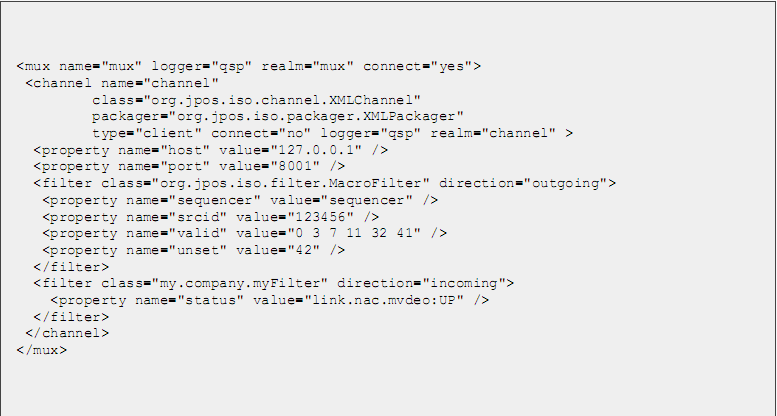 <mux name="mux" logger="qsp" realm="mux" connect="yes">
<channel name="channel"
class="org.jpos.iso.channel.XMLChannel"
packager="org.jpos.iso.packager.XMLPackager"
type="client" connect="no" logger="qsp" realm="channel" >
<property name="host" value="127.0.0.1" />
<property name="port" value="8001" />
<filter class="org.jpos.iso.filter.MacroFilter" direction="outgoing">
<property name="sequencer" value="sequencer" />
<property name="srcid" value="123456" />
<property name="valid" value="0 3 7 11 32 41" />
<property name="unset" value="42" />
</filter>
<filter class="my.company.myFilter" direction="incoming">
<property name="status" value="link.nac.mvdeo:UP" />
</filter>
</channel>
</mux>